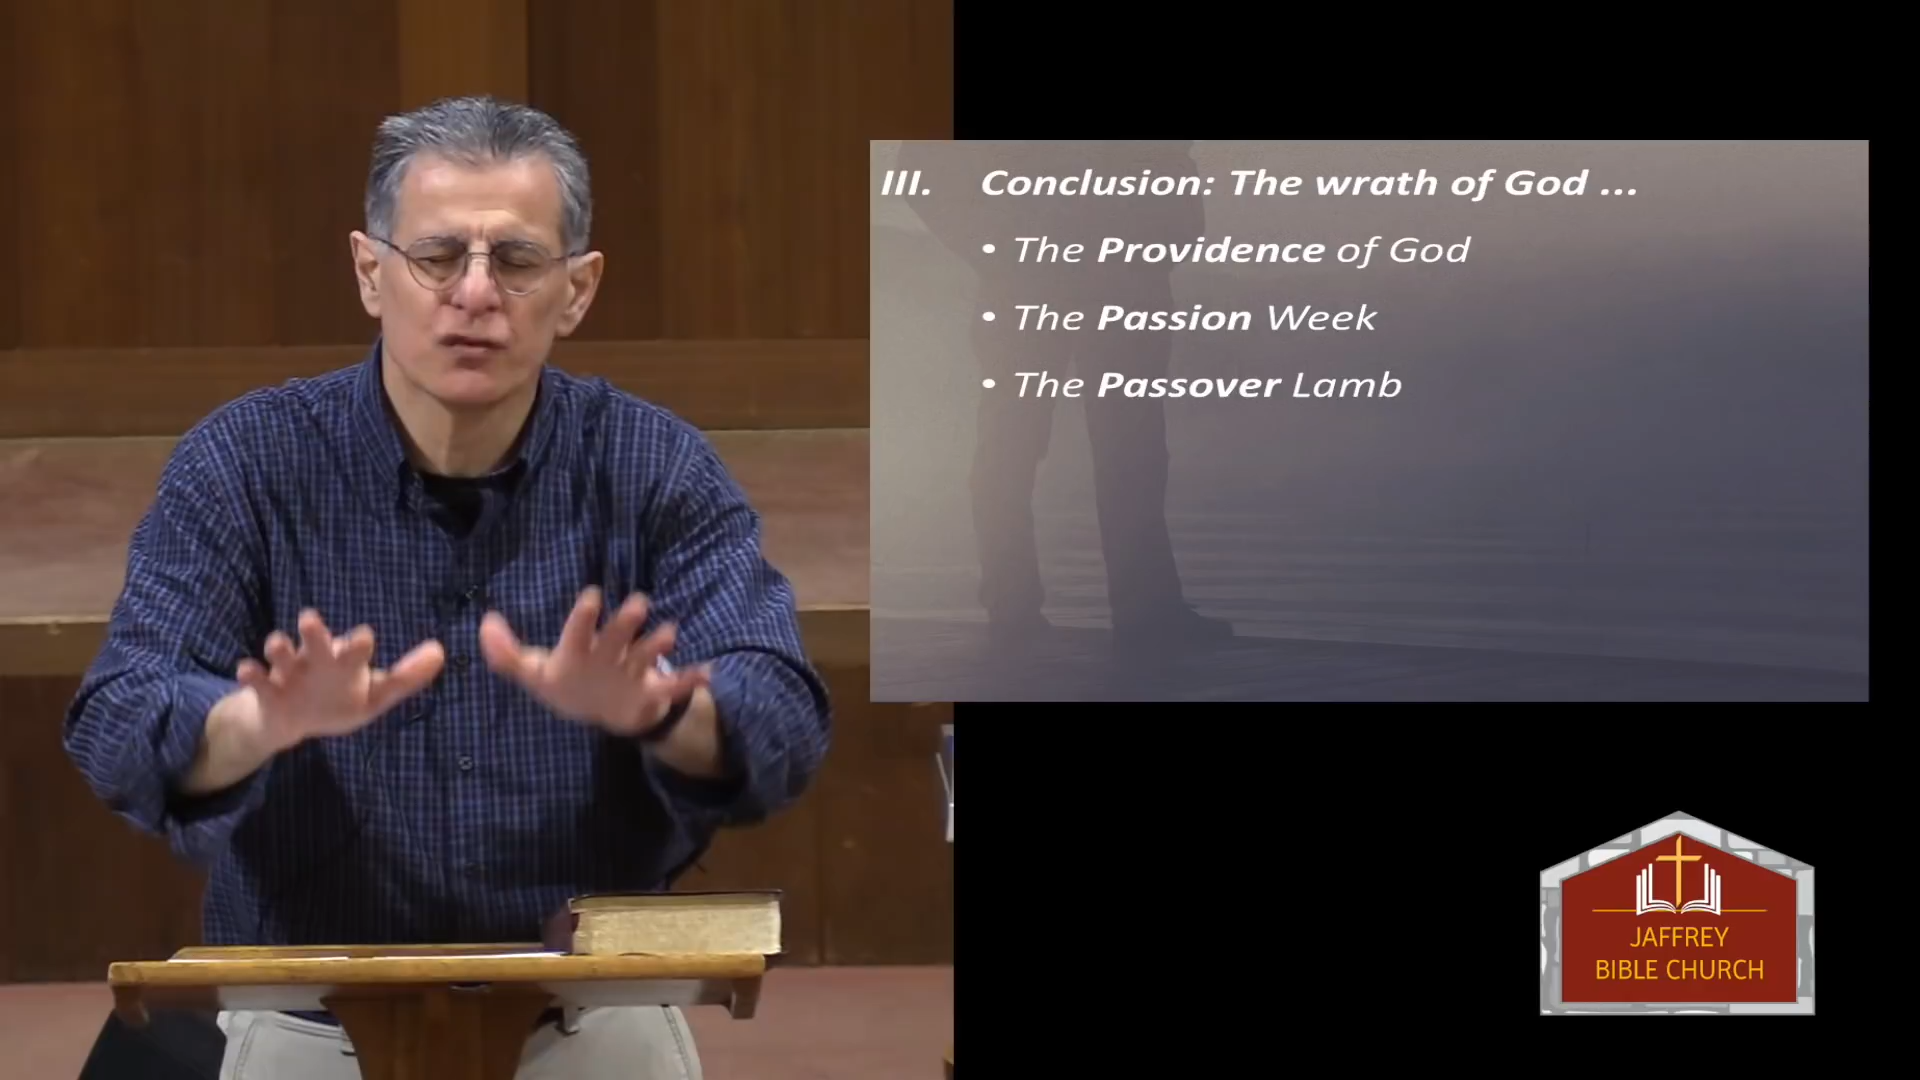 III. Conclusion: The wrath of God ...
• The Providence of God
• The Passion Week
• The Passover Lamb
JAFFREY
BIBLE CHURCH